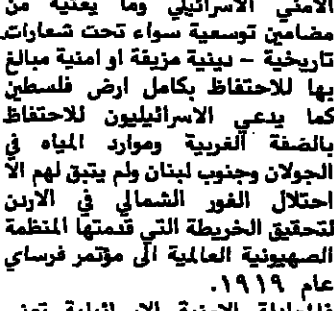 الأمني الاسرائيلي وما يعنيه من
مضامين توسعية سواء تحت شعارات
تاريخية - دينية مزيفة او امنية مبالغ
بها للاحتفاظ بكامل ارض فلسطين
كما يدعي الاسرائيليون للاحتفاظ
بالضفة الغربية وموارد المياه في
الجولان وجنوب لبنان ولم يتبق لهم الا
احتلال الغور الشمالي في الاردن
لتحقيق الخريطة التي قدمتها المنظمة
الصهيونية العالمية الى مؤتمر فرساي
عام ١٩١٩.